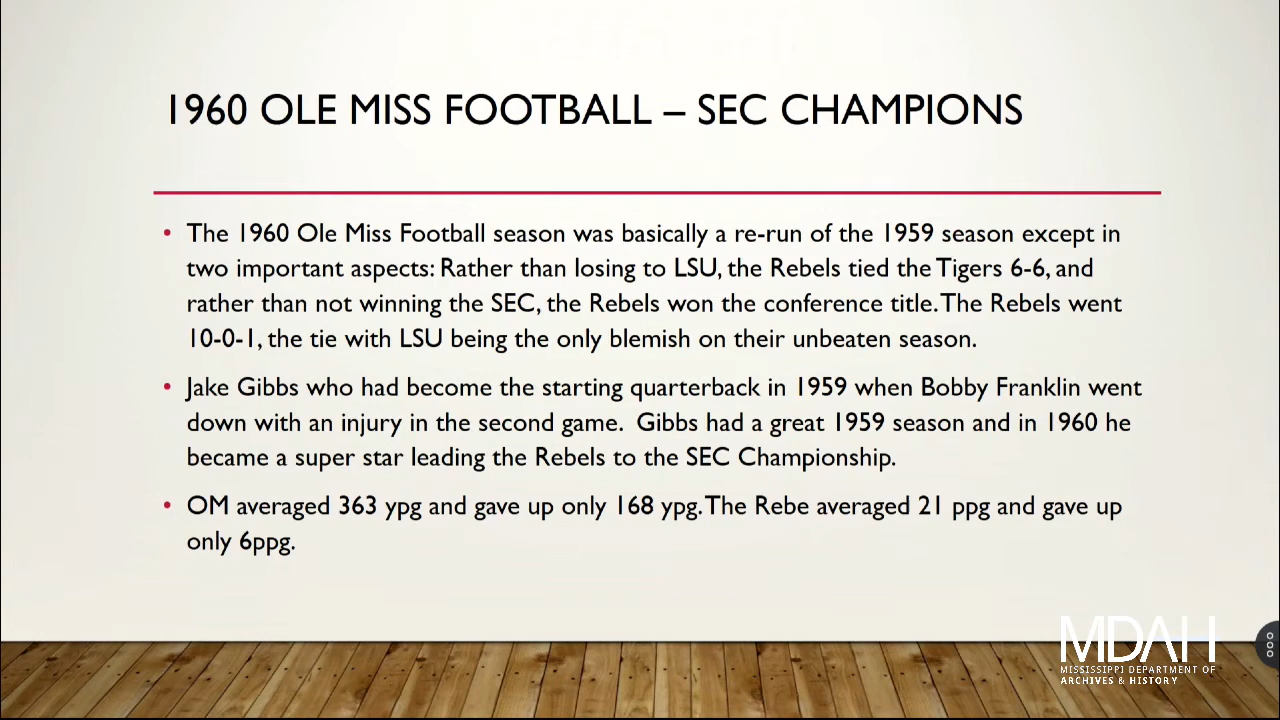 1960 OLE MISS FOOTBALL – SEC CHAMPIONS
• The 1960 Ole Miss Football season was basically a re-run of the 1959 season except in
two important aspects: Rather than losing to LSU, the Rebels tied the Tigers 6-6, and
rather than not winning the SEC, the Rebels won the conference title. The Rebels went
10-0-1, the tie with LSU being the only blemish on their unbeaten season.
• Jake Gibbs who had become the starting quarterback in 1959 when Bobby Franklin went
down with an injury in the second game. Gibbs had a great 1959 season and in 1960 he
became a super star leading the Rebels to the SEC Championship.
• OM averaged 363 ypg and gave up only 168 ypg. The Rebe averaged 21 ppg and gave up
only 6ppg.
MDAH
MISSISSIPPI DEPARTMENT OF
ARCHIVES & HISTORY